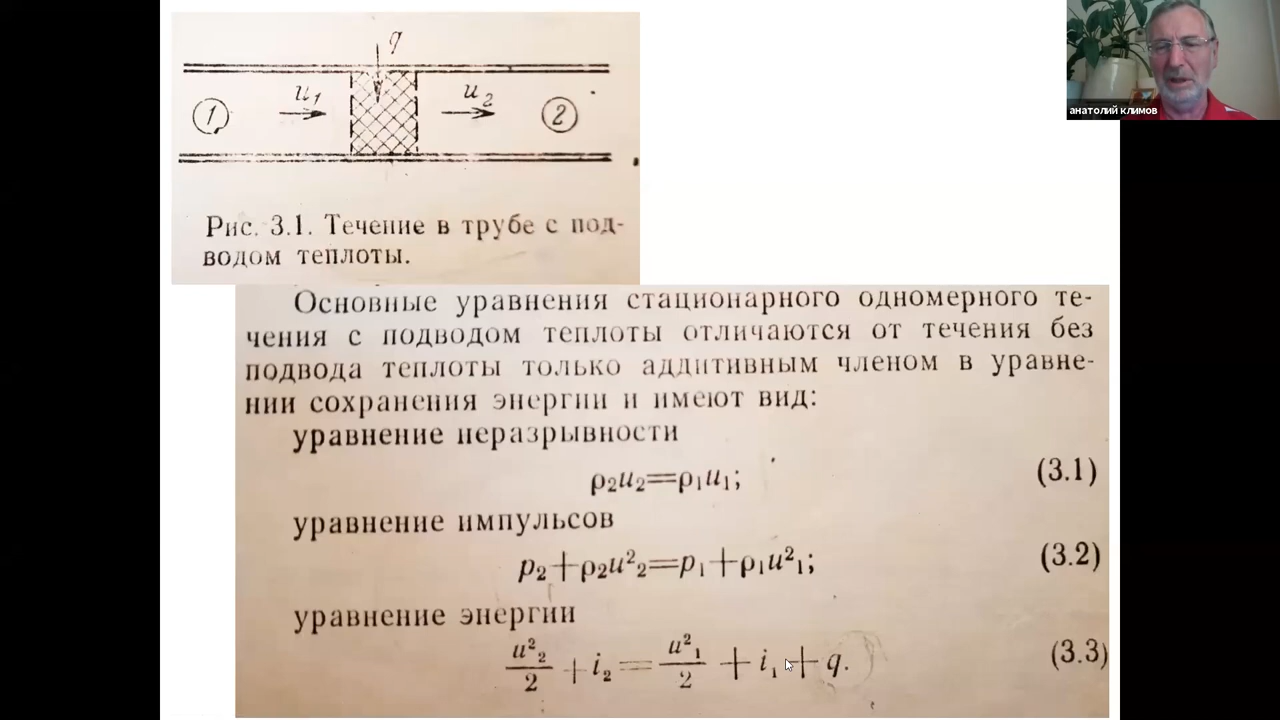 q
1
u₁
u₂
2
Рис. 3.1. Течение в трубе с под-
водом теплоты.
анатолий климов
Основные уравнения стационарного одномерного те-
чения с подводом теплоты отличаются от течения без
подвода теплоты только аддитивным членом в уравне-
нии сохранения энергии и имеют вид:
уравнение неразрывности
ρ₂u₂=ρ₁u₁; (3.1)
уравнение импульсов
p₂+ρ₂u²₂=p₁+ρ₁u²₁; (3.2)
уравнение энергии
u²₂/2 + i₂ = u²₁/2 + i₁ + q. (3.3)